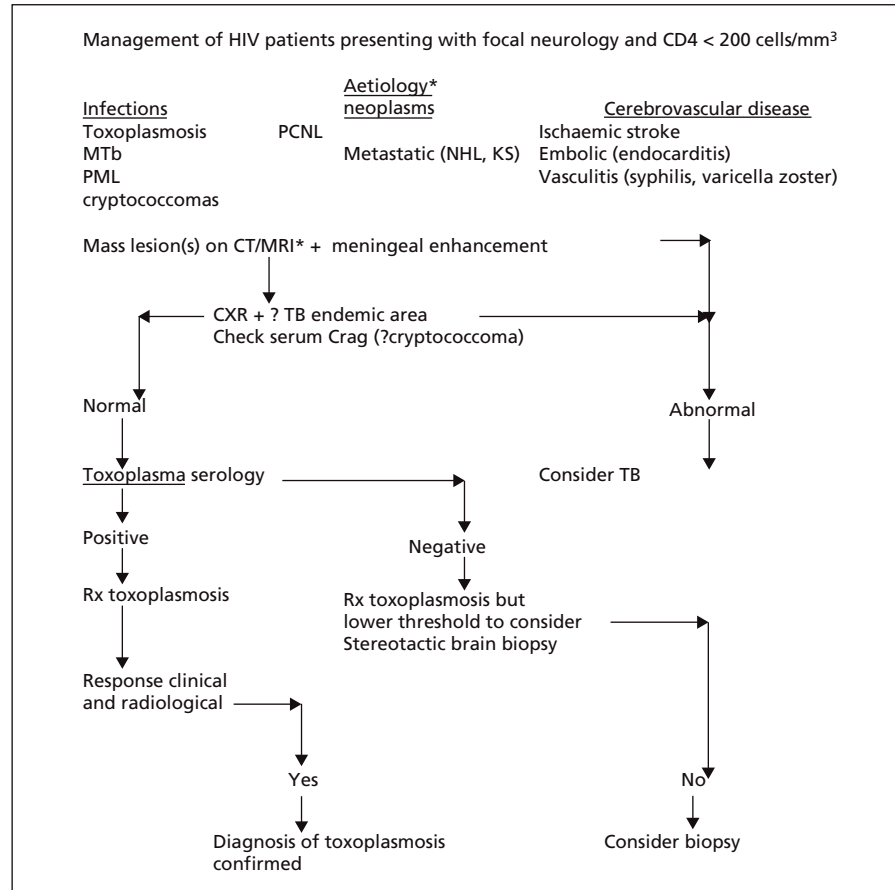 Management of HIV patients presenting with focal neurology and CD4 < 200 cells/mm³
Aetiology*
Infections
neoplasms
Cerebrovascular disease
Toxoplasmosis
PCNL
Ischaemic stroke
MTb
Metastatic (NHL, KS)
Embolic (endocarditis)
PML
Vasculitis (syphilis, varicella zoster)
cryptococcomas
Mass lesion(s) on CT/MRI* + meningeal enhancement
CXR + ? TB endemic area
Check serum Crag (?cryptococcoma)
Normal
Abnormal
Toxoplasma serology
Consider TB
Positive
Negative
Rx toxoplasmosis
Rx toxoplasmosis but
lower threshold to consider
Stereotactic brain biopsy
Response clinical
and radiological
Yes
No
Diagnosis of toxoplasmosis
confirmed
Consider biopsy